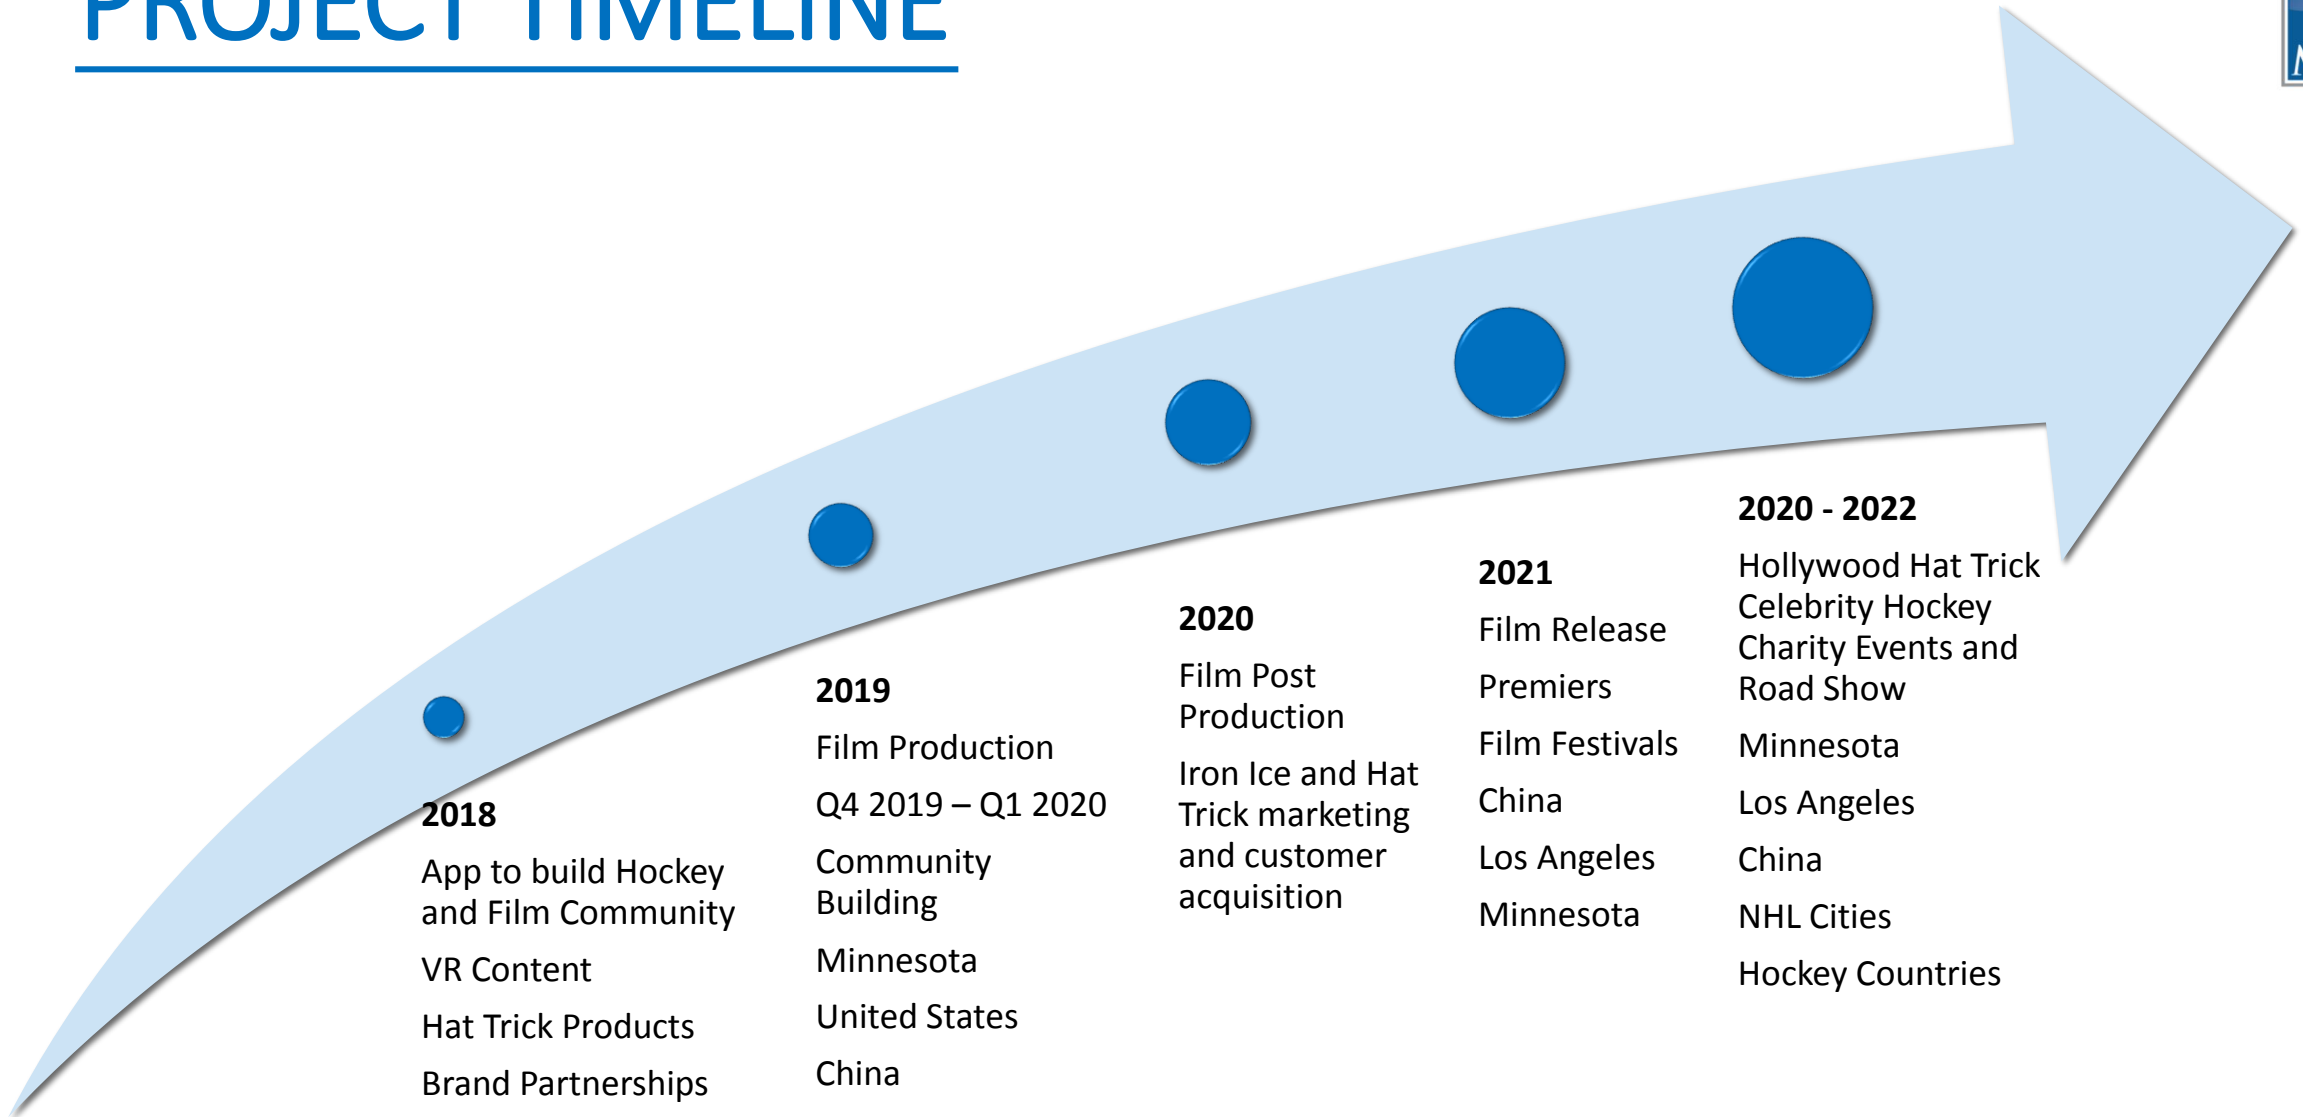 PROJECT TIMELINE
2018
App to build Hockey
and Film Community
VR Content
Hat Trick Products
Brand Partnerships
2019
Film Production
Q4 2019 – Q1 2020
Community
Building
Minnesota
United States
China
2020
Film Post
Production
Iron Ice and Hat
Trick marketing
and customer
acquisition
2021
Film Release
Premiers
Film Festivals
China
Los Angeles
Minnesota
2020 - 2022
Hollywood Hat Trick
Celebrity Hockey
Charity Events and
Road Show
Minnesota
Los Angeles
China
NHL Cities
Hockey Countries